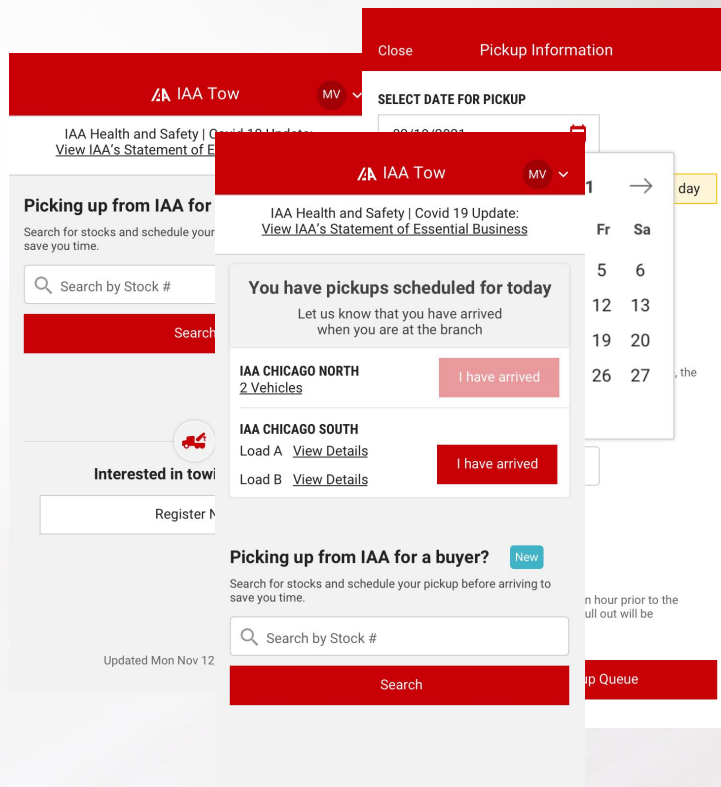 Close
Pickup Information
SELECT DATE FOR PICKUP
day
Fr Sa
5 6
12 13
19 20
26 27
, the
hour prior to the
out will be
Queue
IAA Tow
MV
IAA Health and Safety |
View IAA's Statement of
Picking up from IAA for
Search for stocks and schedule your
save you time.
Search by Stock #
Search
Interested in
Register
Updated Mon Nov 12
IAA Tow
MV
IAA Health and Safety | Covid 19 Update:
View IAA's Statement of Essential Business
You have pickups scheduled for today
Let us know that you have arrived
when you are at the branch
IAA CHICAGO NORTH
2 Vehicles
I have arrived
IAA CHICAGO SOUTH
Load A View Details
Load B View Details
I have arrived
Picking up from IAA for a buyer? New
Search for stocks and schedule your pickup before arriving to
save you time.
Search by Stock #
Search